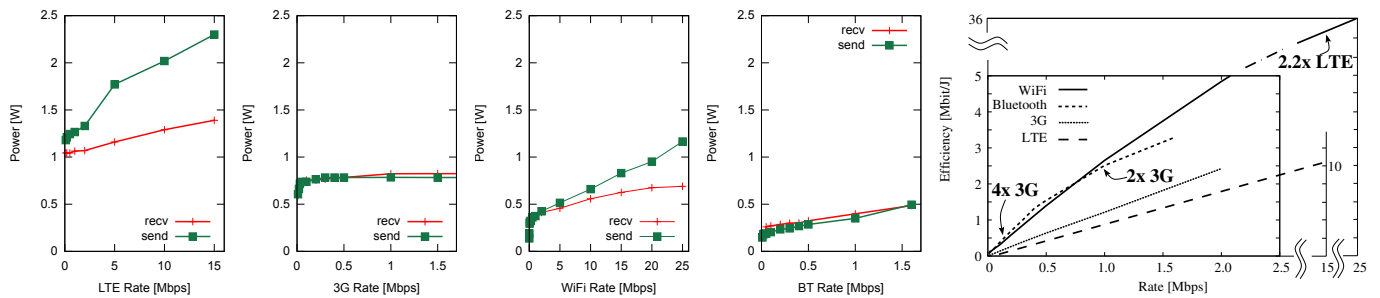 2.5
2
1.5
1
0.5
0
Power [W]
recv
send
0 5 10 15
LTE Rate [Mbps]
2.5
2
1.5
1
0.5
0
Power [W]
recv
send
0 0.5 1 1.5
3G Rate [Mbps]
2.5
2
1.5
1
0.5
0
Power [W]
recv
send
0 5 10 15 20 25
WiFi Rate [Mbps]
2.5
2
1.5
1
0.5
0
Power [W]
recv
send
0 0.5 1 1.5
BT Rate [Mbps]
36
2.2x LTE
5
4
3
2
1
0
Efficiency [Mbit/J]
WiFi
Bluetooth
3G
LTE
4x 3G
2x 3G
10
0.0 0.5 1.0 1.5 2.0 2.5 15 25
Rate [Mbps]